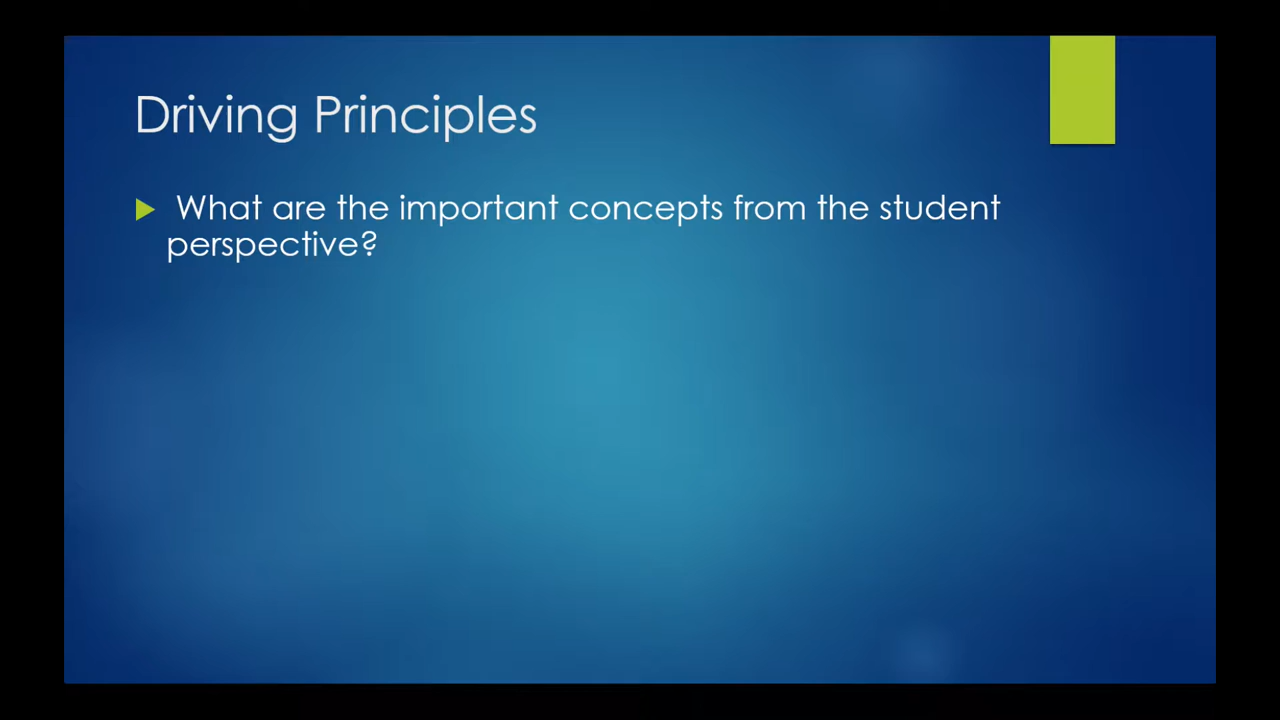 Driving Principles
What are the important concepts from the student
perspective?